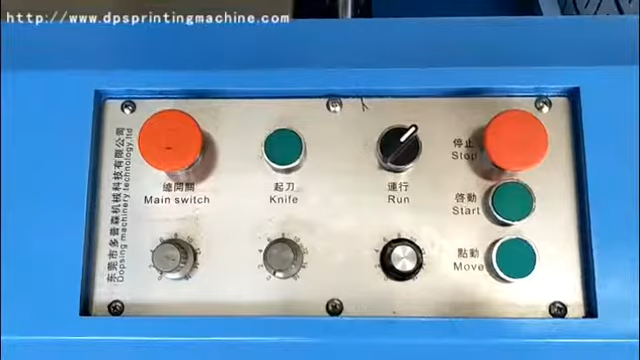 http://www.dpsprintingmachine.com
东莞市多普森机械科技有限公司
Dopsing machinery technology.,ltd
總開關
Main switch
起刀
Knife
運行
Run
停止
Stop
啓動
Start
點動
Move